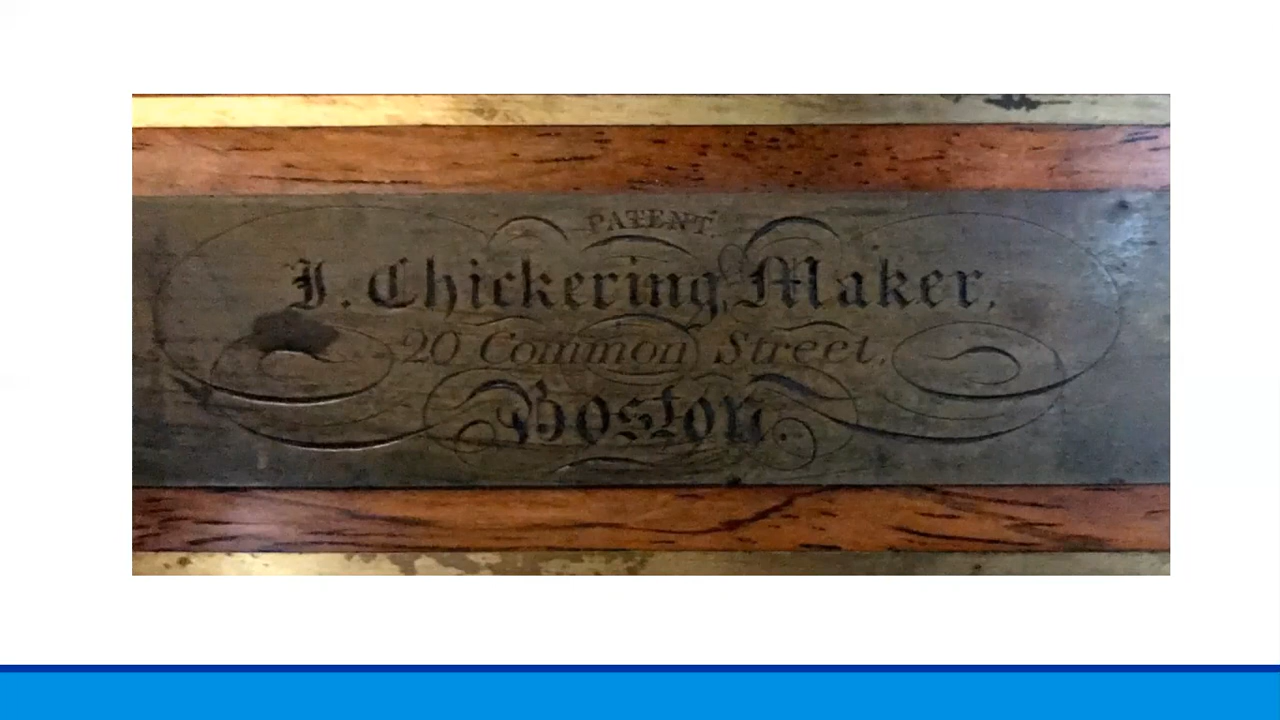 PATENT.
J. Chickering, Maker,
20 Common Street,
Boston.